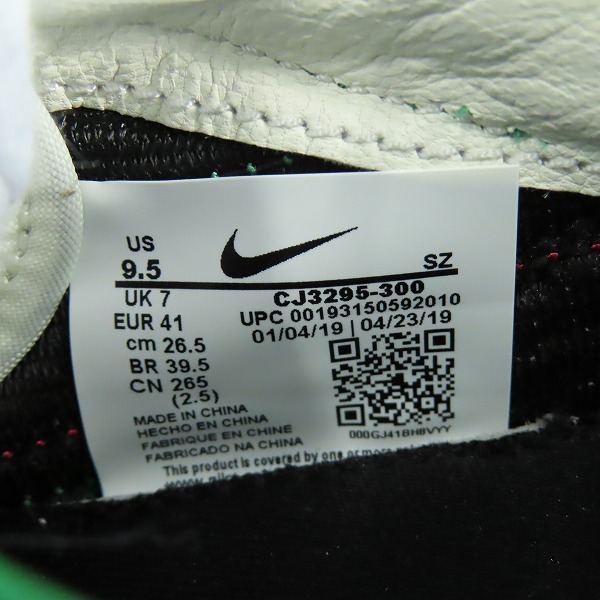 US
9.5
SZ
UK 7
CJ3295-300
EUR 41
UPC 00193150592010
cm 26.5
01/04/19 | 04/23/19
BR 39.5
CN 265
(2.5)
MADE IN CHINA
HECHO EN CHINA
FABRIQUE EN CHINE
FABRICADO NA CHINA
000GJ41BH8VYY
This product is covered by one or more